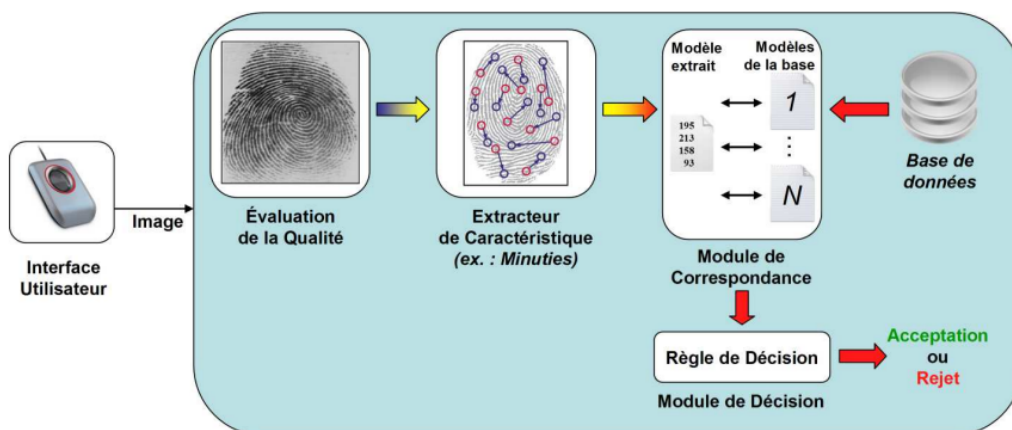 Interface
Utilisateur
Image
Évaluation
de la Qualité
Extracteur
de Caractéristique
(ex. : Minuties)
Modèle
extrait
Modèles
de la base
195
213
158
93
1
⋮
N
Module de
Correspondance
Base de
données
Règle de Décision
Module de Décision
Acceptation
ou
Rejet